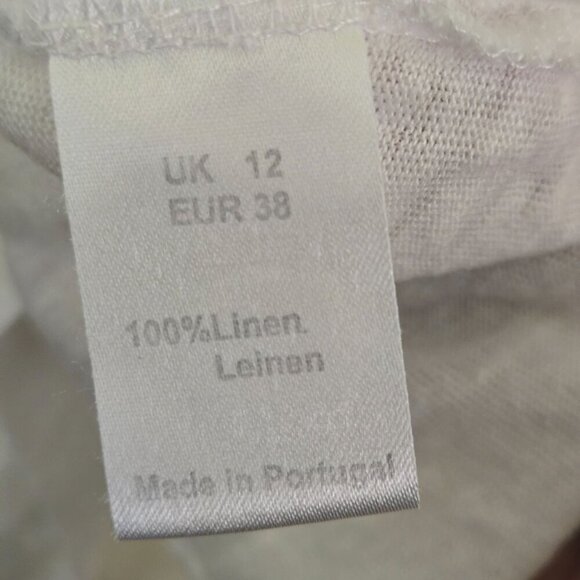 UK 12
EUR 38
100%Linen.
Leinen
Made in Portugal